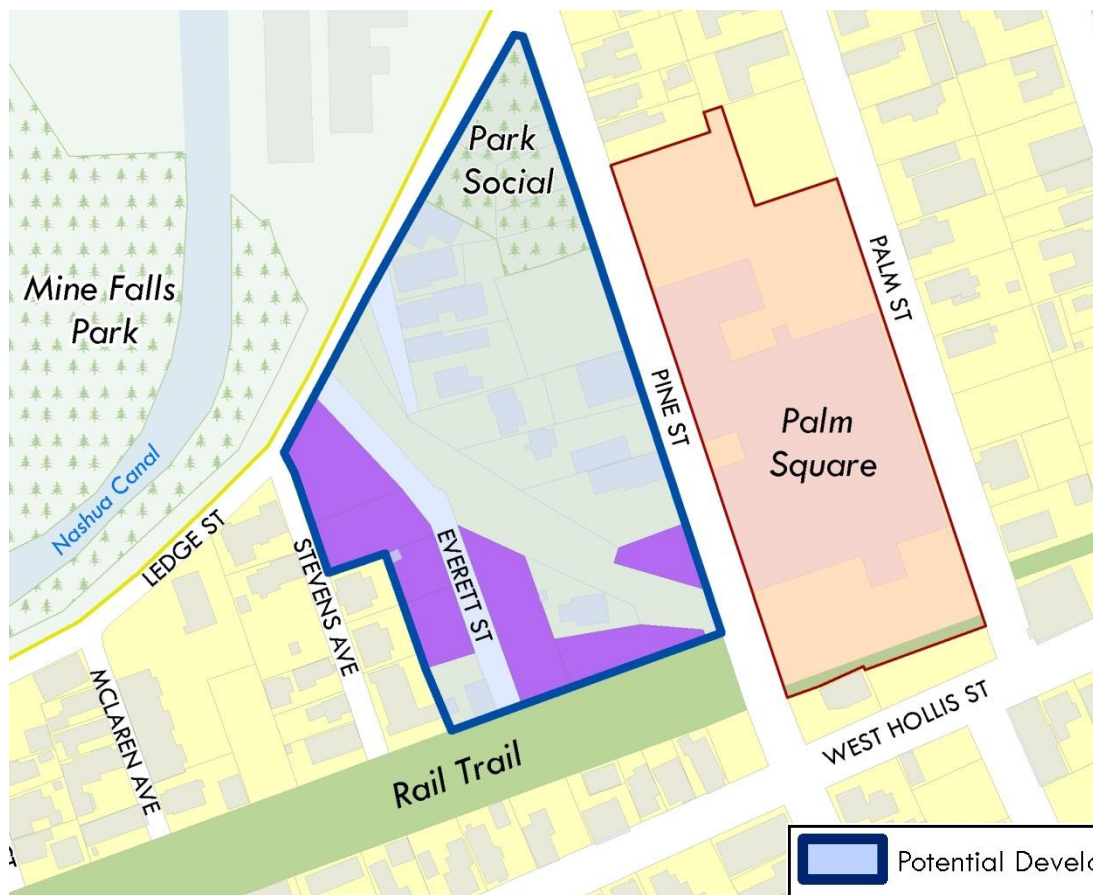 Park
Social
Mine Falls
Park
PALM ST
PINE ST
Palm
Square
Nashua Canal
LEDGE ST
STEVENS AVE
EVERETT ST
MCLAREN AVE
WEST HOLLIS ST
Rail Trail
Potential Develo